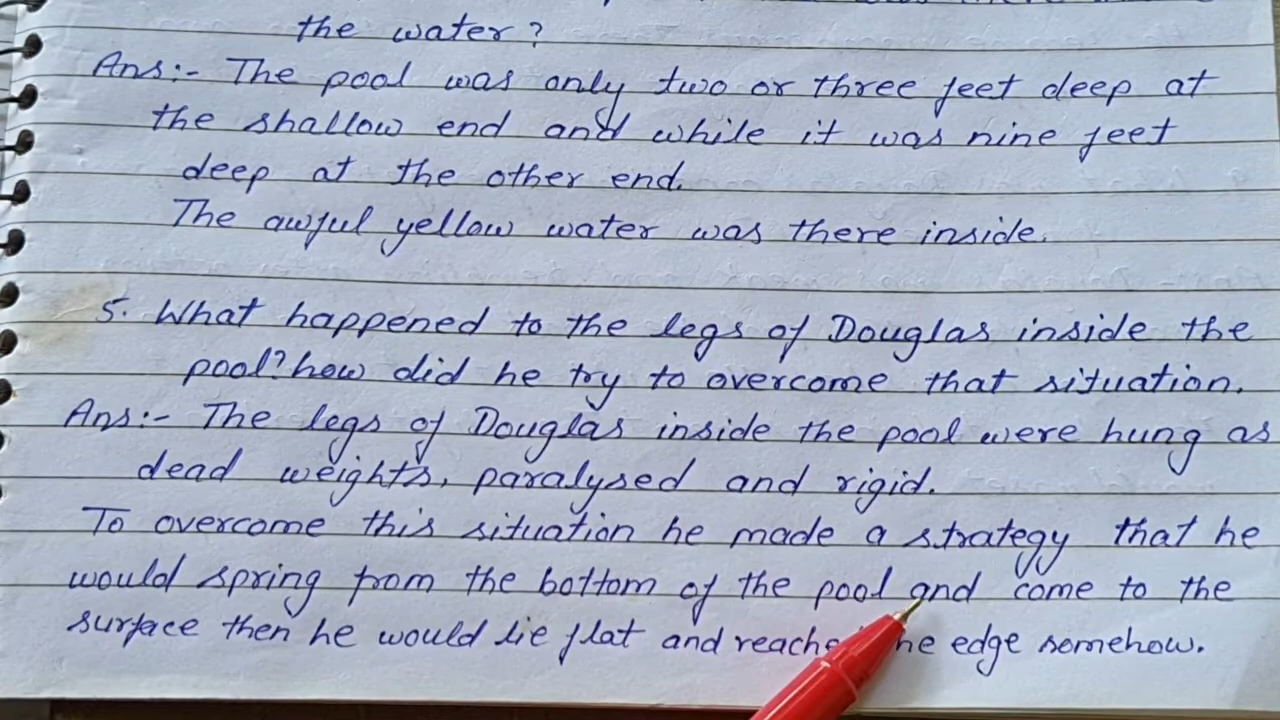 the water?
Ans:- The pool was only two or three feet deep at
the shallow end and while it was nine feet
deep at the other end.
The awful yellow water was there inside.
5. What happened to the legs of Douglas inside the
pool? how did he try to overcome that situation.
Ans:- The legs of Douglas inside the pool were hung as
dead weights, paralysed and rigid.
To overcome this situation he made a strategy that he
would spring from the bottom of the pool and come to the
surface then he would lie flat and reache he edge somehow.